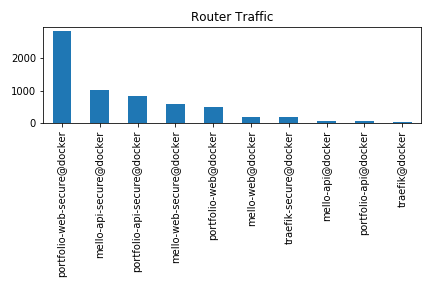 Router Traffic
2000
1000
0
portfolio-web-secure@docker
mello-api-secure@docker
portfolio-api-secure@docker
mello-web-secure@docker
portfolio-web@docker
mello-web@docker
traefik-secure@docker
mello-api@docker
portfolio-api@docker
traefik@docker